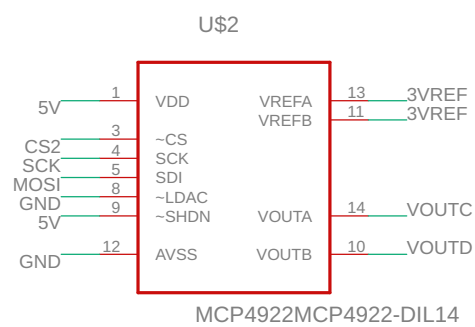 U$2
5V 1 VDD VREFA 13 3VREF
VREFB 11 3VREF
CS2 3 ~CS
SCK 4 SCK
MOSI 5 SDI
GND 8 ~LDAC
5V 9 ~SHDN VOUTA 14 VOUTC
GND 12 AVSS VOUTB 10 VOUTD
MCP4922MCP4922-DIL14